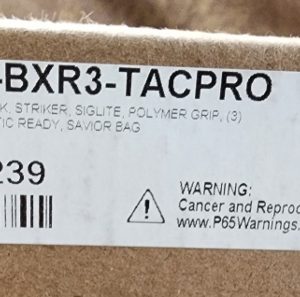 -BXR3-TACPRO
K, STRIKER, SIGLITE, POLYMER GRIP, (3)
TIC READY, SAVIOR BAG
239
WARNING:
Cancer and Reprod
www.P65Warnings.